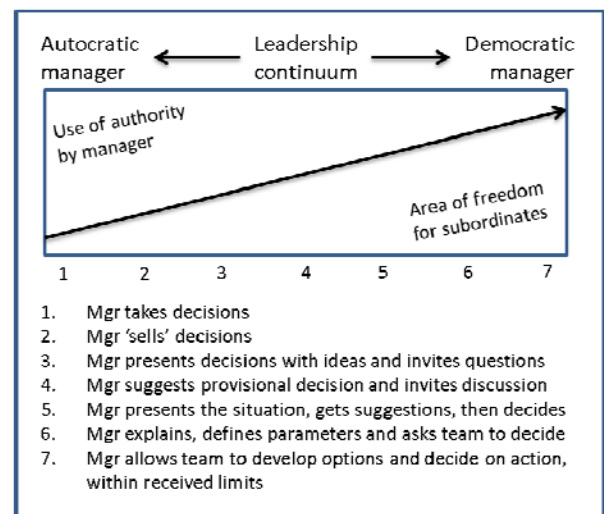 Autocratic manager
Leadership continuum
Democratic manager
Use of authority
by manager
Area of freedom
for subordinates
1 2 3 4 5 6 7
1. Mgr takes decisions
2. Mgr ‘sells’ decisions
3. Mgr presents decisions with ideas and invites questions
4. Mgr suggests provisional decision and invites discussion
5. Mgr presents the situation, gets suggestions, then decides
6. Mgr explains, defines parameters and asks team to decide
7. Mgr allows team to develop options and decide on action,
within received limits